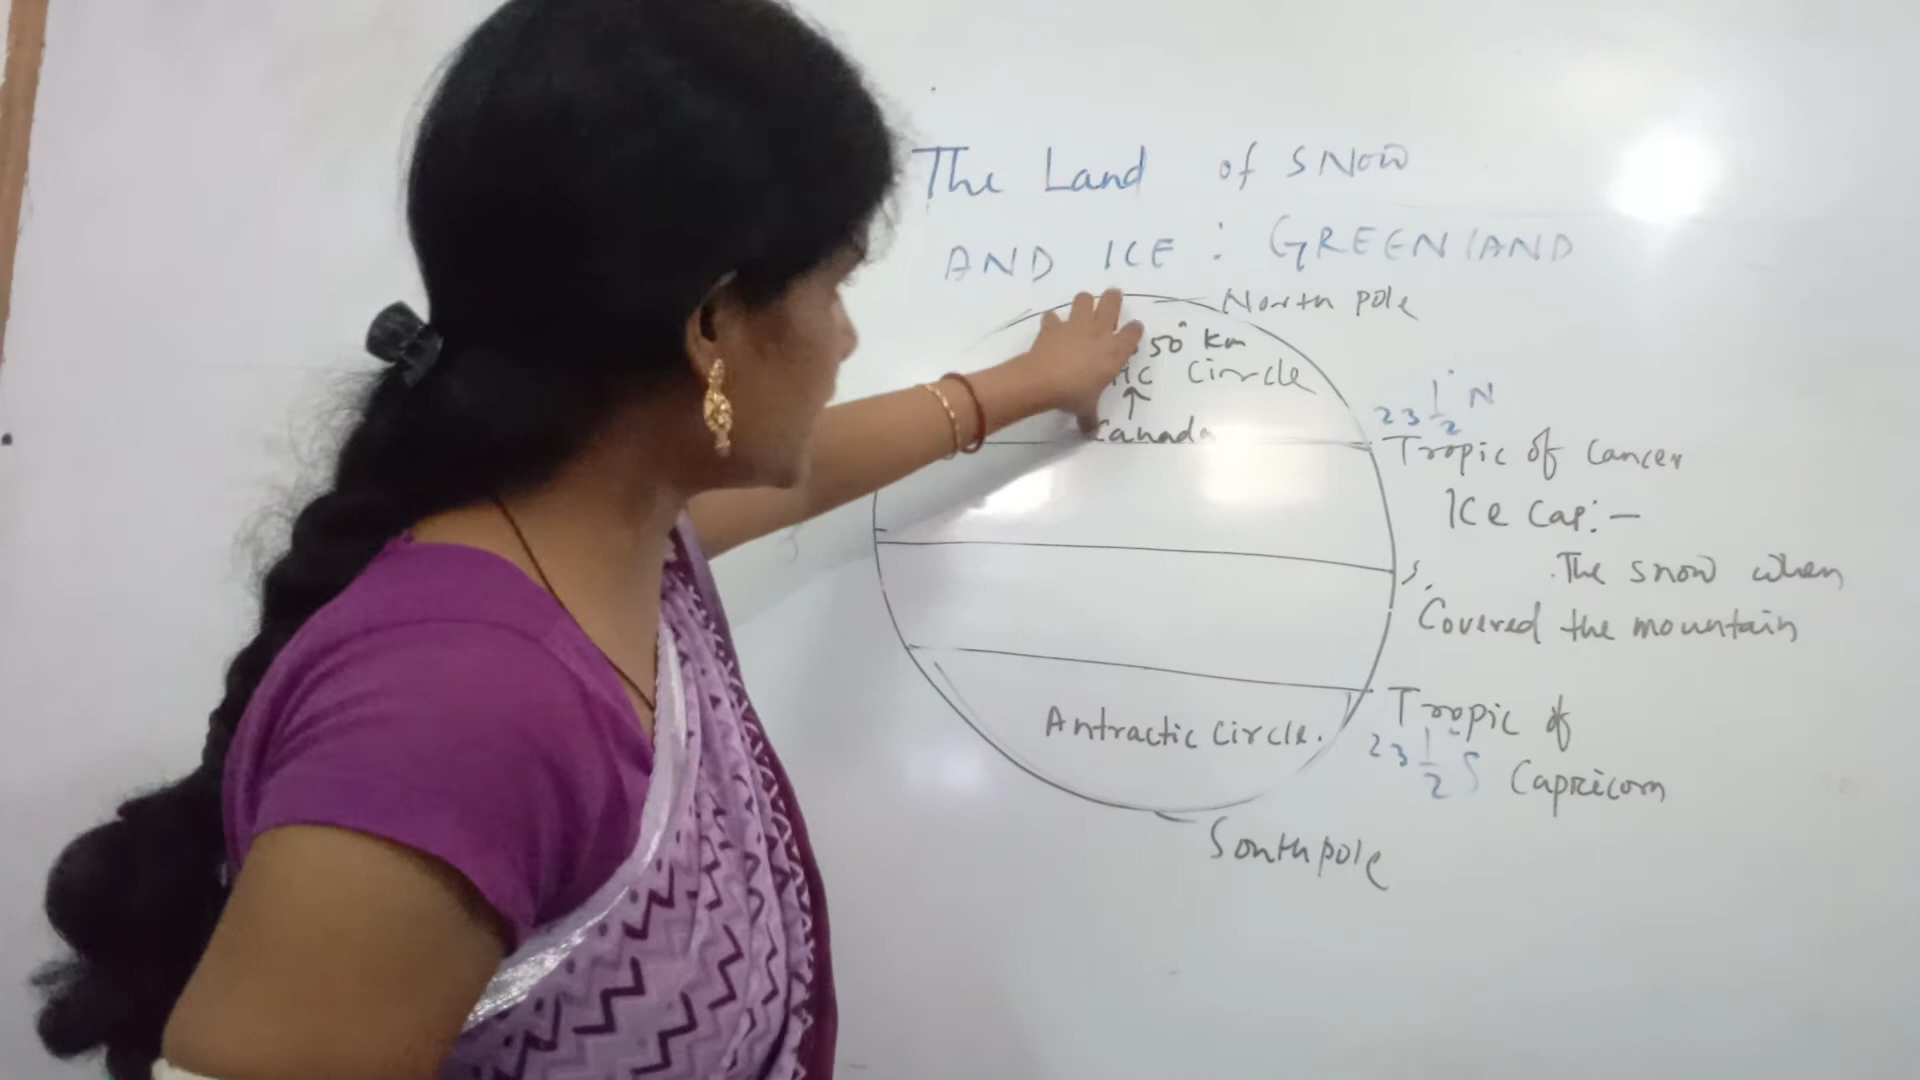 The Land of SNow
AND ICE : GREENLAND
North pole
50° km
Circle
Canada
23 1/2° N
Tropic of Cancer
Ice Cap:-
The snow when
Covered the mountain
Antractic Circle.
Tropic of
23 1/2° S Capricorn
South pole